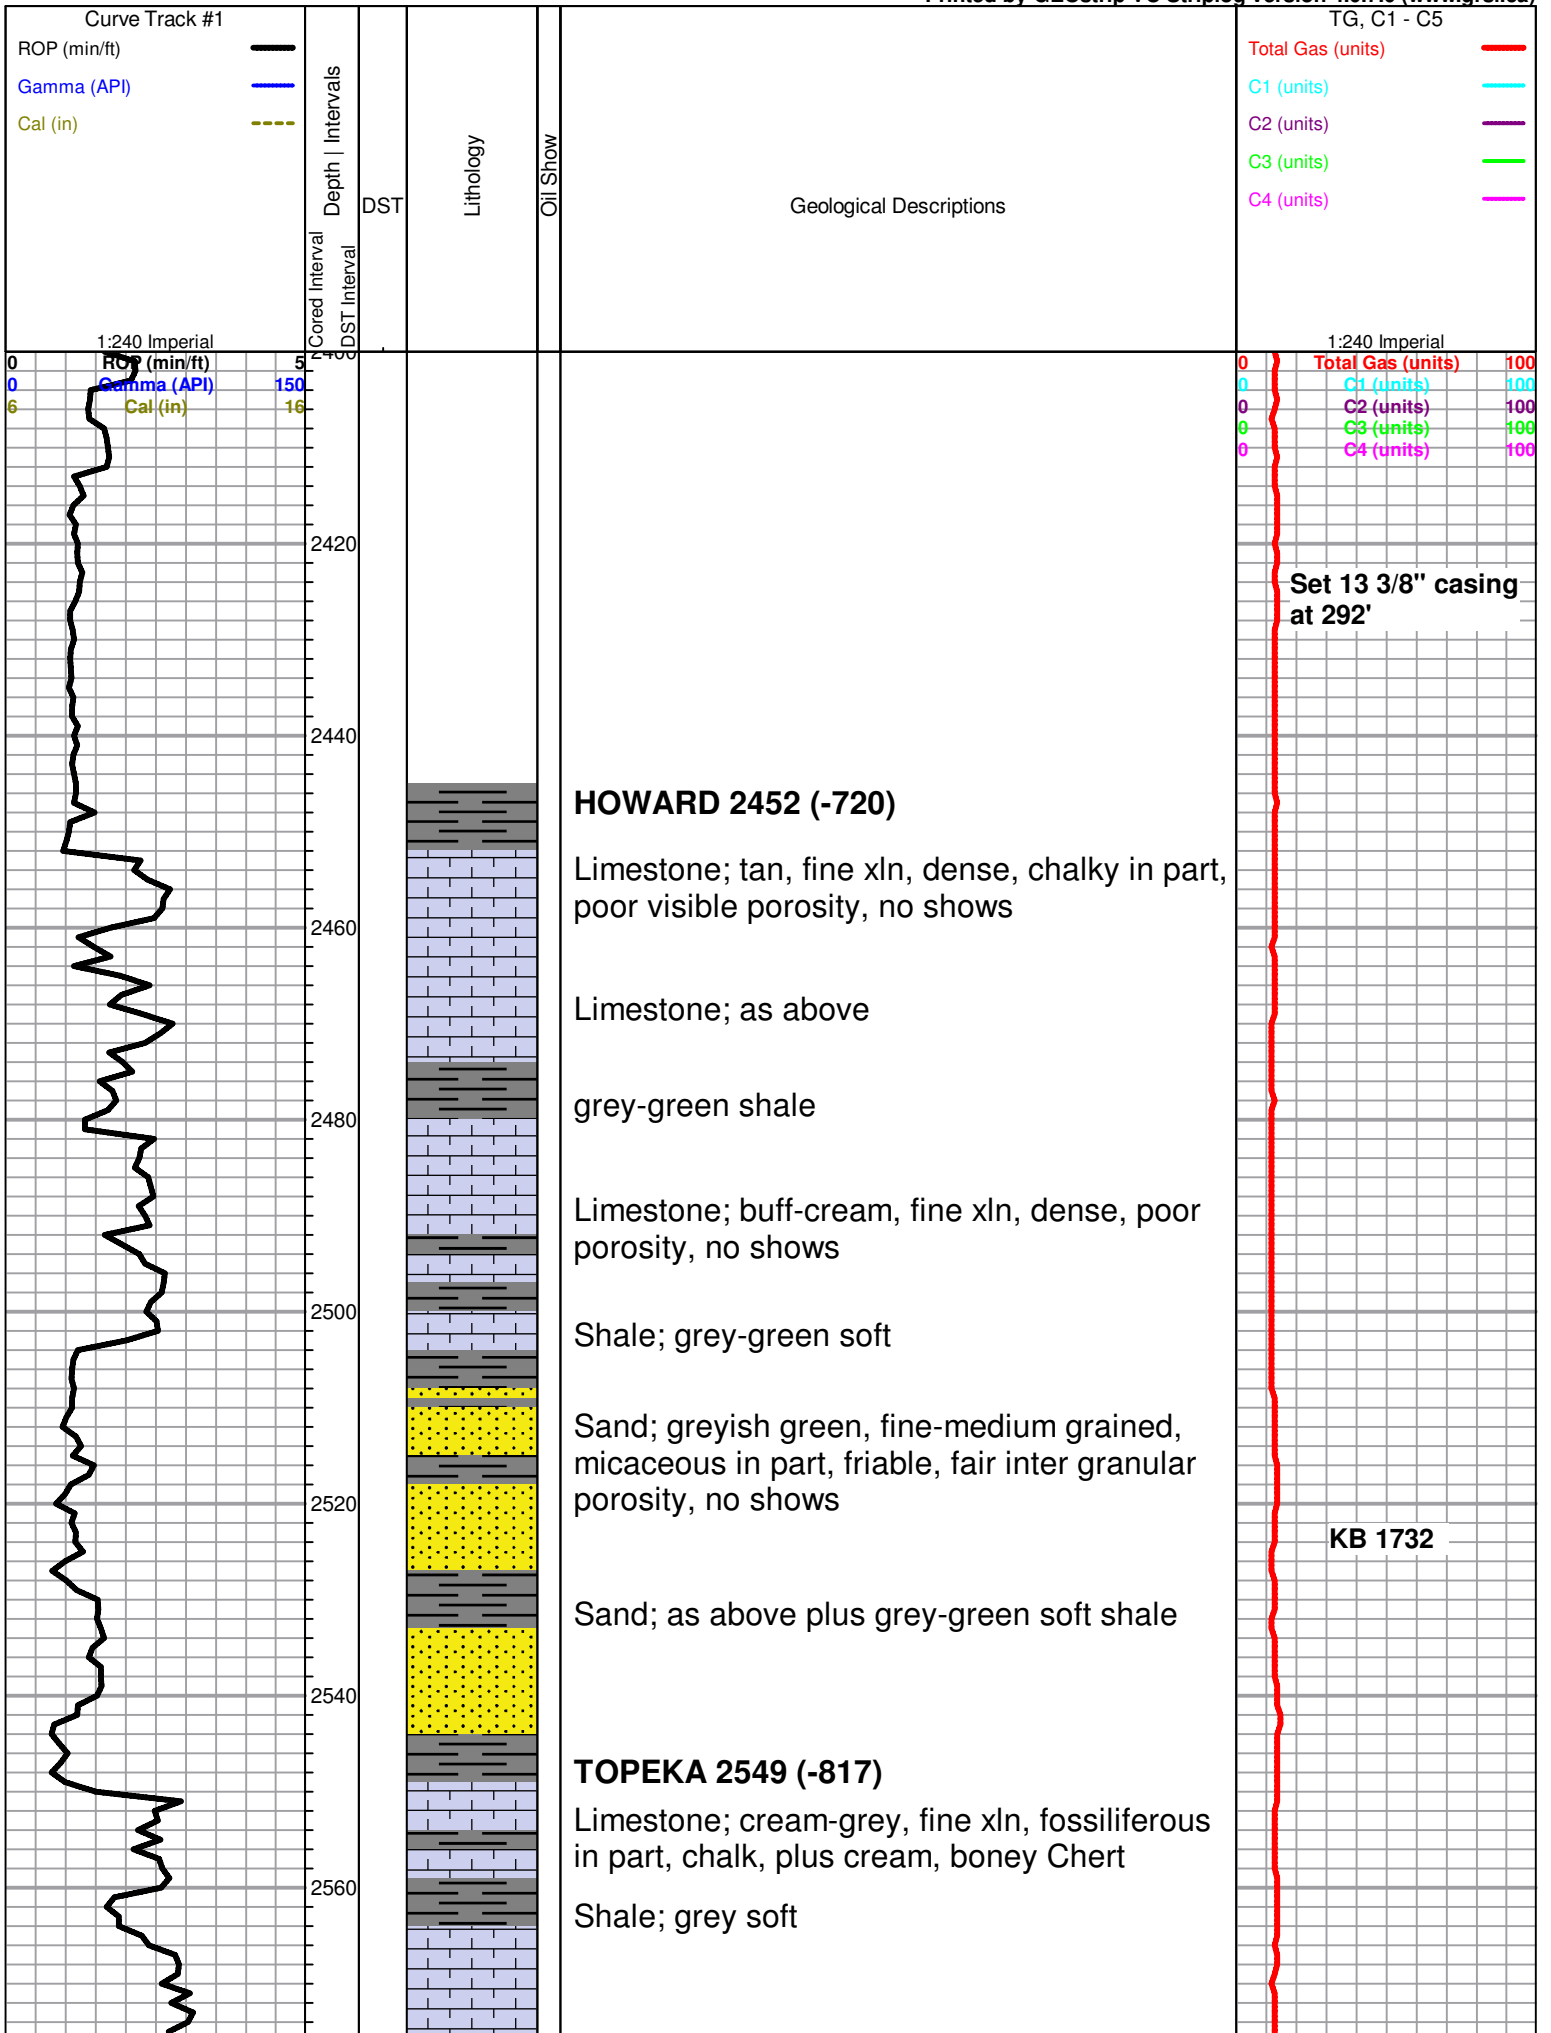 Curve Track #1
ROP (min/ft)
Gamma (API)
Cal (in)
1:240 Imperial
Depth | Intervals
Cored Interval
DST Interval
DST
Lithology
Oil Show
Geological Descriptions
TG, C1 - C5
Total Gas (units)
C1 (units)
C2 (units)
C3 (units)
C4 (units)
1:240 Imperial
0 ROP (min/ft) 5
0 Gamma (API) 150
6 Cal (in) 16
2400
0 Total Gas (units) 100
0 C1 (units) 100
0 C2 (units) 100
0 C3 (units) 100
0 C4 (units) 100
2420
Set 13 3/8" casing
at 292'
2440
HOWARD 2452 (-720)
Limestone; tan, fine xln, dense, chalky in part,
poor visible porosity, no shows
2460
Limestone; as above
grey-green shale
2480
Limestone; buff-cream, fine xln, dense, poor
porosity, no shows
2500
Shale; grey-green soft
Sand; greyish green, fine-medium grained,
micaceous in part, friable, fair inter granular
porosity, no shows
2520
KB 1732
Sand; as above plus grey-green soft shale
2540
TOPEKA 2549 (-817)
Limestone; cream-grey, fine xln, fossiliferous
in part, chalk, plus cream, boney Chert
2560
Shale; grey soft